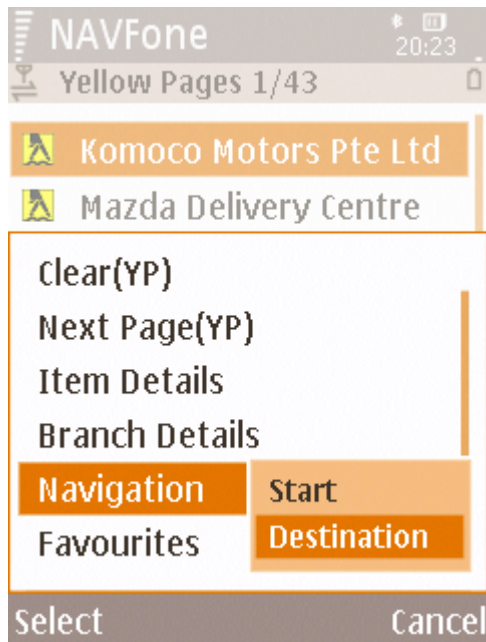 NAVFone
20:23
Yellow Pages 1/43
Komoco Motors Pte Ltd
Mazda Delivery Centre
Clear(YP)
Next Page(YP)
Item Details
Branch Details
Navigation
Start
Destination
Favourites
Select
Cancel